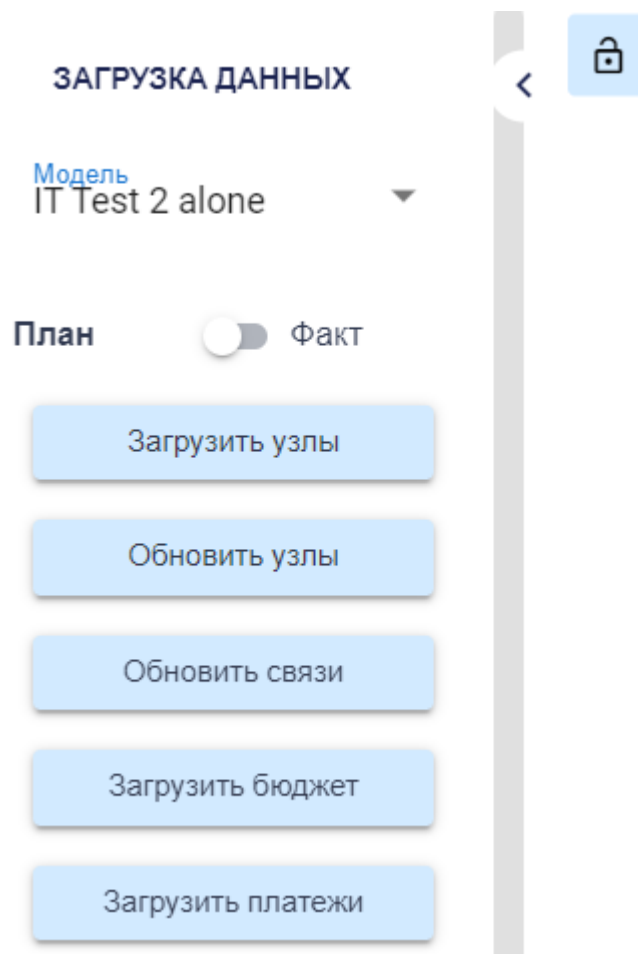 ЗАГРУЗКА ДАННЫХ
Модель
IT Test 2 alone
План Факт
Загрузить узлы
Обновить узлы
Обновить связи
Загрузить бюджет
Загрузить платежи